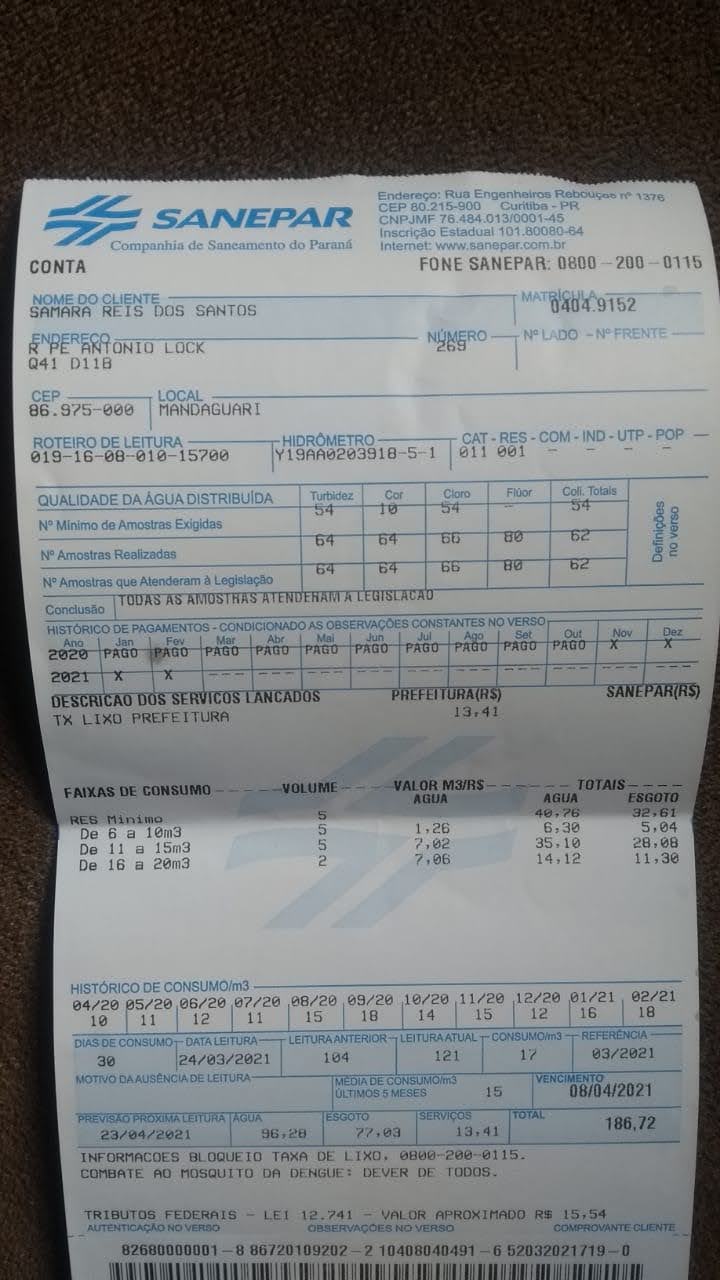 SANEPAR
Companhia de Saneamento do Paraná
Endereço: Rua Engenheiros Rebouças nº 1376
CEP 80.215-900 Curitiba - PR
CNPJMF 76.484.013/0001-45
Inscrição Estadual 101.80080-64
Internet: www.sanepar.com.br
CONTA FONE SANEPAR: 0800-200-0115
NOME DO CLIENTE MATRÍCULA
SAMARA REIS DOS SANTOS 0404.9152
ENDEREÇO NÚMERO Nº LADO - Nº FRENTE
R PE ANTONIO LOCK 269
Q41 D11B
CEP LOCAL
86.975-000 MANDAGUARI
ROTEIRO DE LEITURA HIDRÔMETRO CAT - RES - COM - IND - UTP - POP
019-16-08-010-15700 Y19AA0203918-5-1 011 001 - - - -
QUALIDADE DA ÁGUA DISTRIBUÍDA Turbidez Cor Cloro Flúor Coli. Totais Definições no verso
Nº Mínimo de Amostras Exigidas 54 10 54 - 54
Nº Amostras Realizadas 64 64 66 80 62
Nº Amostras que Atenderam à Legislação 64 64 66 80 62
Conclusão TODAS AS AMOSTRAS ATENDERAM A LEGISLACAO
HISTÓRICO DE PAGAMENTOS - CONDICIONADO AS OBSERVAÇÕES CONSTANTES NO VERSO
Ano Jan Fev Mar Abr Mai Jun Jul Ago Set Out Nov Dez
2020 PAGO PAGO PAGO PAGO PAGO PAGO PAGO PAGO PAGO PAGO X X
2021 X X --- --- --- --- --- --- --- --- --- ---
DESCRICAO DOS SERVICOS LANCADOS PREFEITURA(R$) SANEPAR(R$)
TX LIXO PREFEITURA 13,41
FAIXAS DE CONSUMO ------- VOLUME ---- VALOR M3/R$ ------ TOTAIS ----
AGUA AGUA ESGOTO
RES Minimo 5 40,76 32,61
De 6 a 10m3 5 1,26 6,30 5,04
De 11 a 15m3 5 7,02 35,10 28,08
De 16 a 20m3 2 7,06 14,12 11,30
HISTÓRICO DE CONSUMO/m3
04/20 05/20 06/20 07/20 08/20 09/20 10/20 11/20 12/20 01/21 02/21
10 11 12 11 15 18 14 15 12 16 18
DIAS DE CONSUMO DATA LEITURA LEITURA ANTERIOR LEITURA ATUAL CONSUMO/m3 REFERÊNCIA
30 24/03/2021 104 121 17 03/2021
MOTIVO DA AUSÊNCIA DE LEITURA MÉDIA DE CONSUMO/m3 VENCIMENTO
ÚLTIMOS 5 MESES 15 08/04/2021
PREVISÃO PRÓXIMA LEITURA ÁGUA ESGOTO SERVIÇOS TOTAL
23/04/2021 96,28 77,03 13,41 186,72
INFORMACOES BLOQUEIO TAXA DE LIXO, 0800-200-0115.
COMBATE AO MOSQUITO DA DENGUE: DEVER DE TODOS.
TRIBUTOS FEDERAIS - LEI 12.741 - VALOR APROXIMADO R$ 15,54
AUTENTICAÇÃO NO VERSO OBSERVAÇÕES NO VERSO COMPROVANTE CLIENTE
82680000001-8 86720109202-2 10408040491-6 52032021719-0